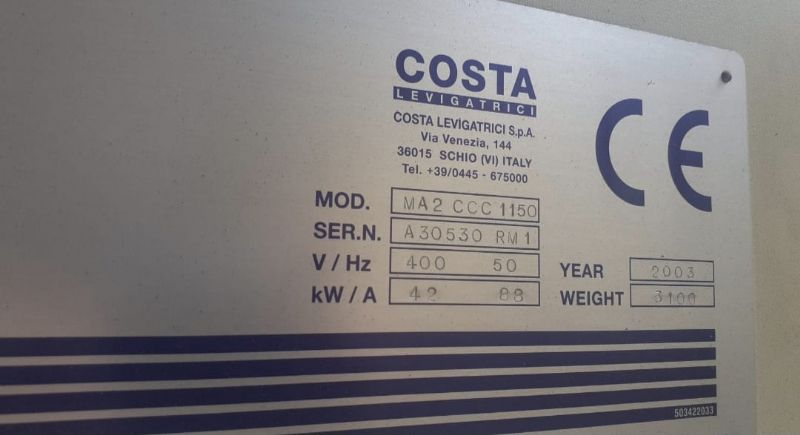 COSTA
LEVIGATRICI
COSTA LEVIGATRICI S.p.A.
Via Venezia, 144
36015 SCHIO (VI) ITALY
Tel. +39/0445 - 675000
CE
MOD. MA2 CCC 1150
SER.N. A30530 RM1
V / Hz 400 50
kW / A 42 88
YEAR 2003
WEIGHT 3100
503422033